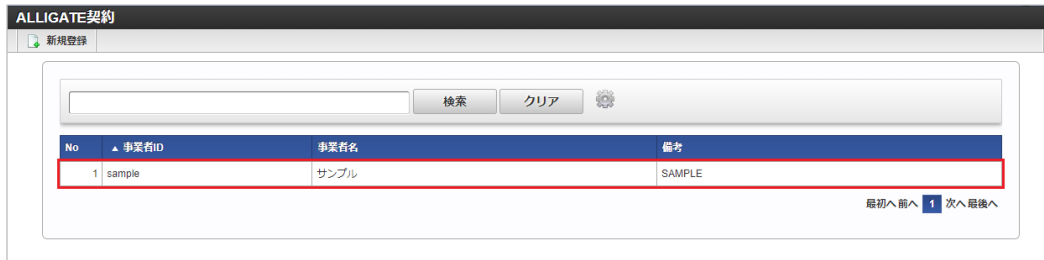 ALLIGATE契約
新規登録
検索 クリア
No ▲ 事業者ID 事業者名 備考
1 sample サンプル SAMPLE
最初へ 前へ 1 次へ 最後へ